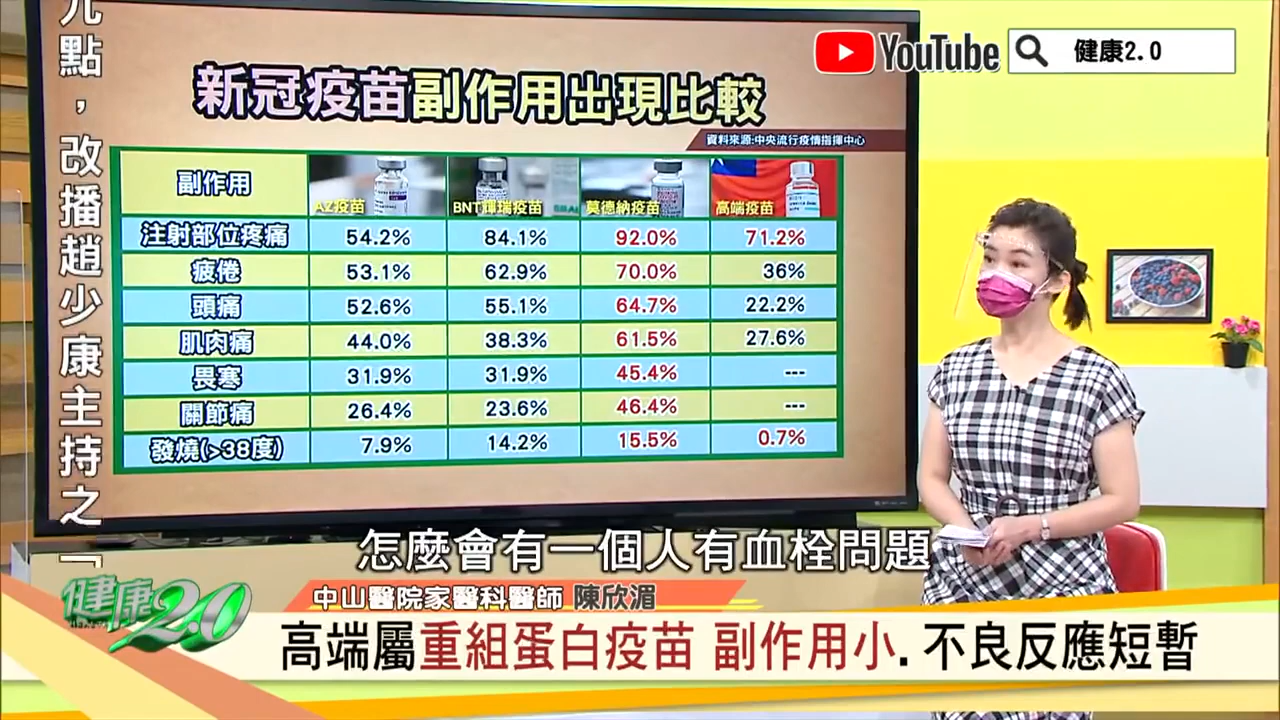 YouTube
健康2.0
九點，改播趙少康主持之「
新冠疫苗副作用出現比較
資料來源:中央流行疫情指揮中心
副作用 AZ疫苗 BNT輝瑞疫苗 莫德納疫苗 高端疫苗
注射部位疼痛 54.2% 84.1% 92.0% 71.2%
疲倦 53.1% 62.9% 70.0% 36%
頭痛 52.6% 55.1% 64.7% 22.2%
肌肉痛 44.0% 38.3% 61.5% 27.6%
畏寒 31.9% 31.9% 45.4% ---
關節痛 26.4% 23.6% 46.4% ---
發燒(>38度) 7.9% 14.2% 15.5% 0.7%
怎麼會有一個人有血栓問題
中山醫院家醫科醫師 陳欣湄
健康2.0
高端屬重組蛋白疫苗 副作用小.不良反應短暫